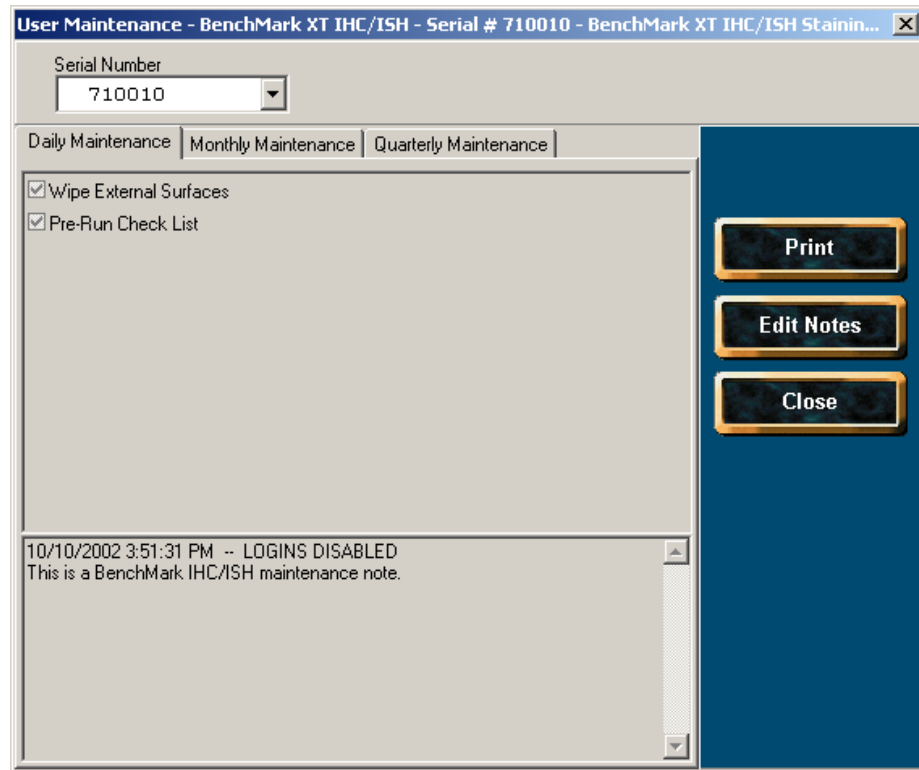 User Maintenance - BenchMark XT IHC/ISH - Serial # 710010 - BenchMark XT IHC/ISH Stainin...
Serial Number
710010
Daily Maintenance
Monthly Maintenance
Quarterly Maintenance
Wipe External Surfaces
Pre-Run Check List
Print
Edit Notes
Close
10/10/2002 3:51:31 PM -- LOGINS DISABLED
This is a BenchMark IHC/ISH maintenance note.